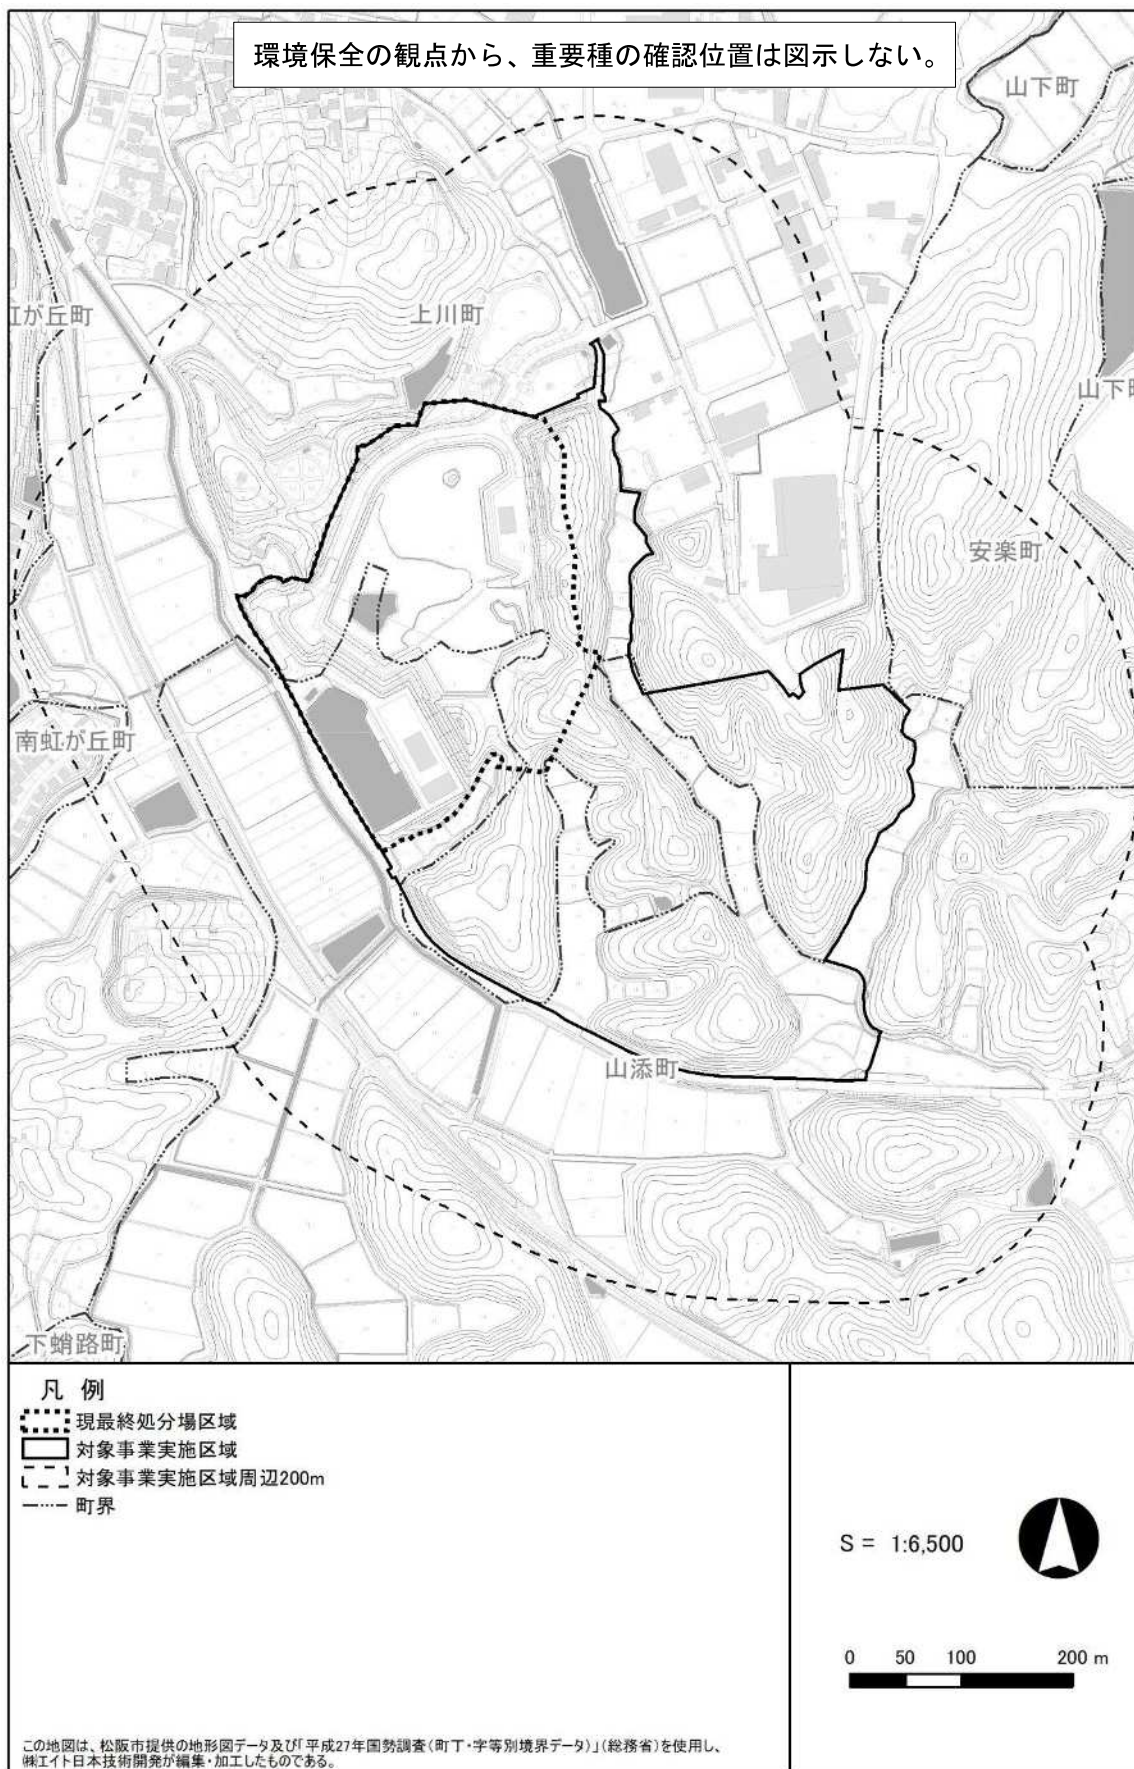 環境保全の観点から、重要種の確認位置は図示しない。
山下町
虹が丘町
上川町
山下町
安楽町
南虹が丘町
山添町
下蛸路町
凡 例
現最終処分場区域
対象事業実施区域
対象事業実施区域周辺200m
町界
S = 1:6,500
0 50 100 200 m
この地図は、松阪市提供の地形図データ及び「平成27年国勢調査(町丁・字等別境界データ)」(総務省)を使用し、
㈱エイト日本技術開発が編集・加工したものである。